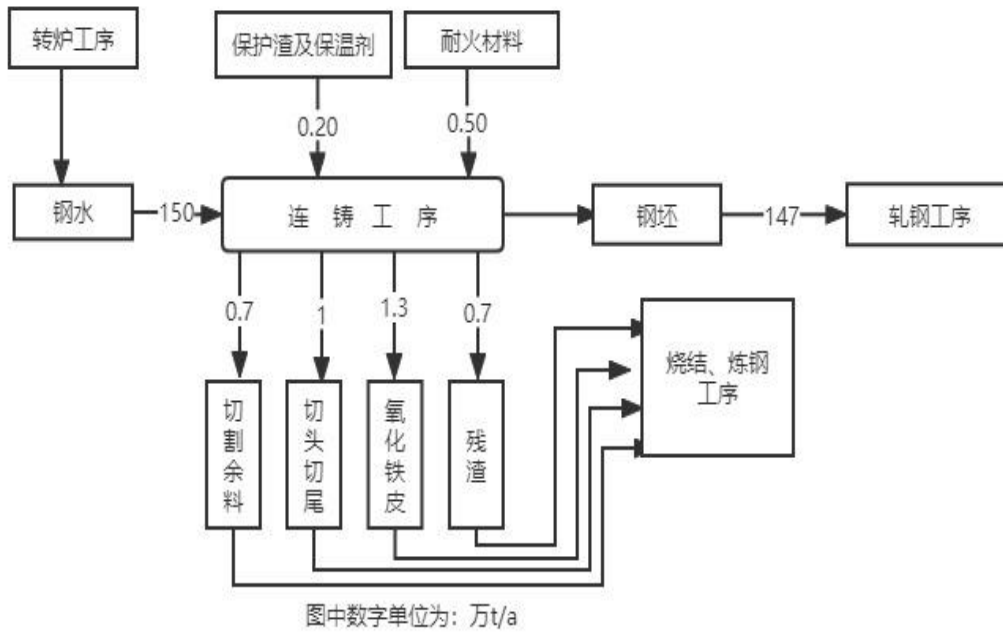 转炉工序
保护渣及保温剂
耐火材料
0.20
0.50
钢水
150
连铸工序
钢坯
147
轧钢工序
0.7
1
1.3
0.7
切割余料
切头切尾
氧化铁皮
残渣
烧结、炼钢
工序
图中数字单位为：万t/a